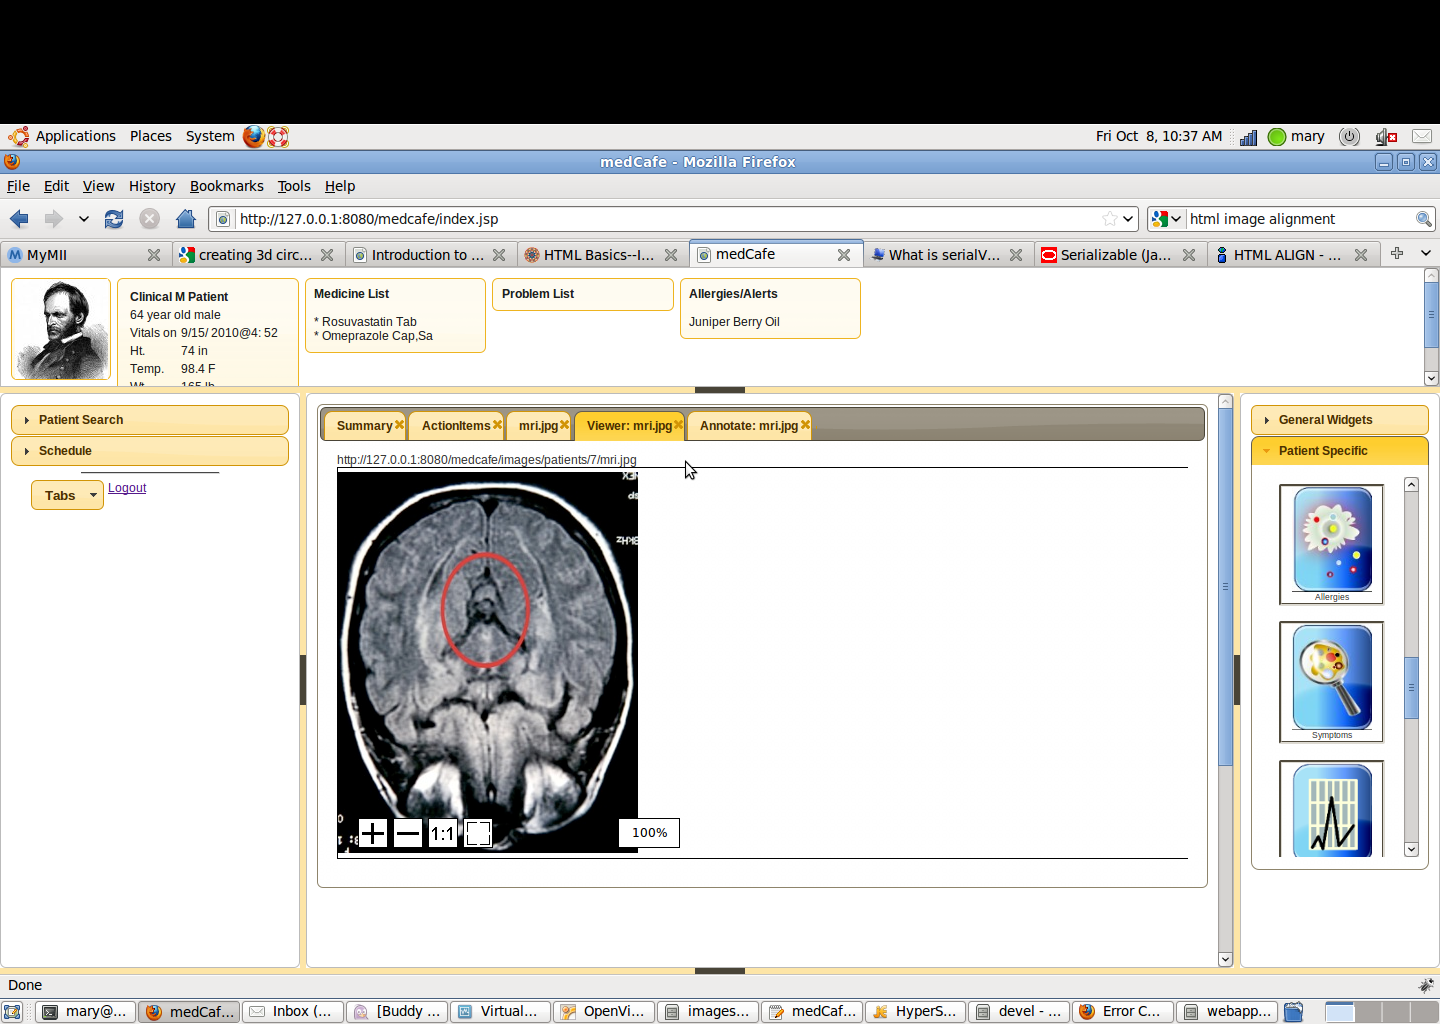 Applications Places System Fri Oct 8, 10:37 AM mary
medCafe - Mozilla Firefox
File Edit View History Bookmarks Tools Help
http://127.0.0.1:8080/medcafe/index.jsp html image alignment
MyMII creating 3d circ... Introduction to ... HTML Basics--I... medCafe What is serialV... Serializable (Ja... HTML ALIGN - ...
Clinical M Patient
64 year old male
Vitals on 9/15/ 2010@4: 52
Ht. 74 in
Temp. 98.4 F
Wt. 165 lb
Medicine List
* Rosuvastatin Tab
* Omeprazole Cap,Sa
Problem List
Allergies/Alerts
Juniper Berry Oil
Patient Search
Schedule
Tabs Logout
Summary ActionItems mri.jpg Viewer: mri.jpg Annotate: mri.jpg
http://127.0.0.1:8080/medcafe/images/patients/7/mri.jpg
1:1 100%
General Widgets
Patient Specific
Allergies
Symptoms
Done
mary@... medCaf... Inbox (... [Buddy ... Virtual... OpenVi... images... medCaf... HyperS... devel - ... Error C... webapp...